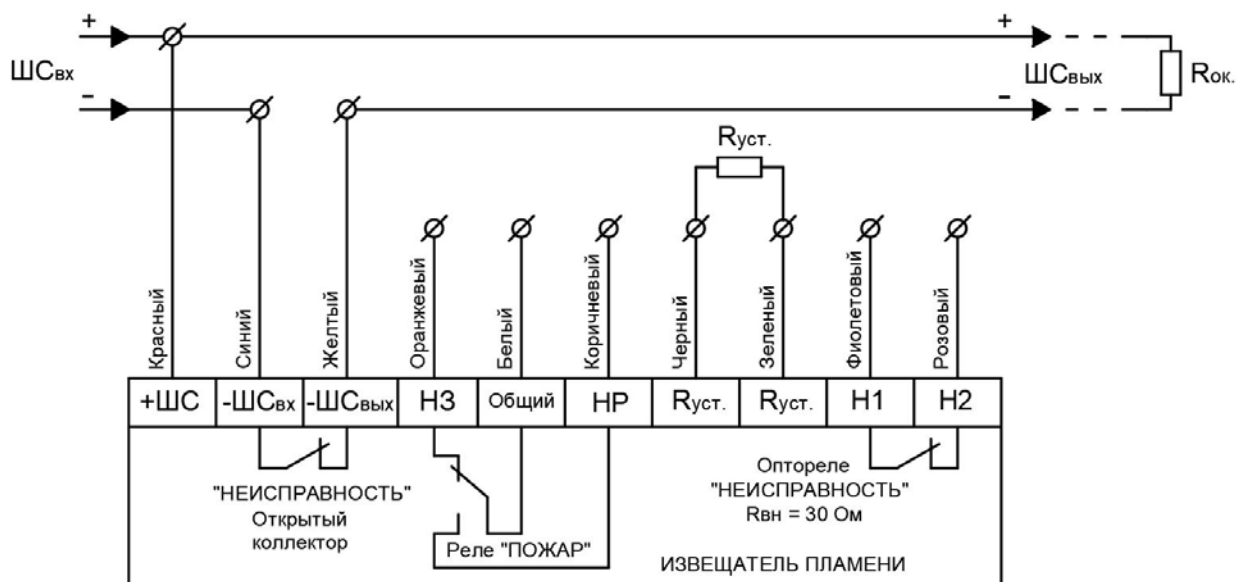 + +
ШСвх ШСвых Rок.
- -
Rуст.
Красный
Синий
Желтый
Оранжевый
Белый
Коричневый
Черный
Зеленый
Фиолетовый
Розовый
+ШС -ШСвх -ШСвых НЗ Общий НР Rуст. Rуст. Н1 Н2
"НЕИСПРАВНОСТЬ"
Открытый
коллектор
Реле "ПОЖАР"
Оптореле
"НЕИСПРАВНОСТЬ"
Rвн = 30 Ом
ИЗВЕЩАТЕЛЬ ПЛАМЕНИ